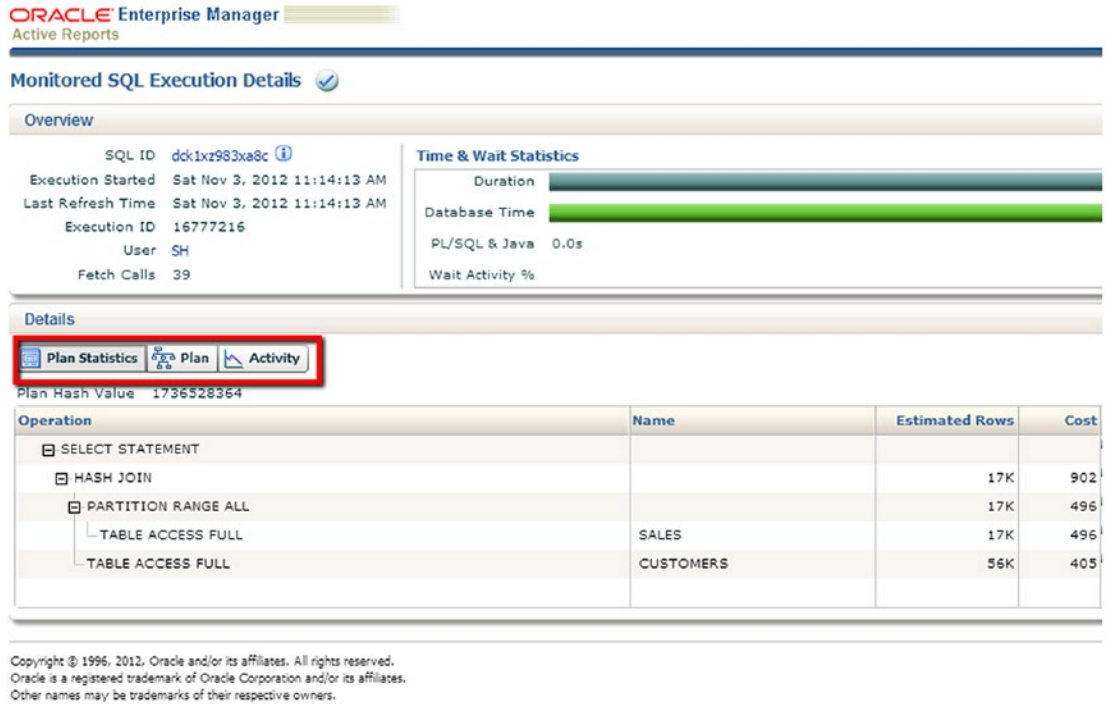 ORACLE Enterprise Manager
Active Reports
Monitored SQL Execution Details
Overview
SQL ID dck1xz983xa8c
Execution Started Sat Nov 3, 2012 11:14:13 AM
Last Refresh Time Sat Nov 3, 2012 11:14:13 AM
Execution ID 16777216
User SH
Fetch Calls 39
Time & Wait Statistics
Duration
Database Time
PL/SQL & Java 0.0s
Wait Activity %
Details
Plan Statistics Plan Activity
Plan Hash Value 1736528364
Operation Name Estimated Rows Cost
SELECT STATEMENT
HASH JOIN 17K 902
PARTITION RANGE ALL 17K 496
TABLE ACCESS FULL SALES 17K 496
TABLE ACCESS FULL CUSTOMERS 56K 405
Copyright © 1996, 2012, Oracle and/or its affiliates. All rights reserved.
Oracle is a registered trademark of Oracle Corporation and/or its affiliates.
Other names may be trademarks of their respective owners.